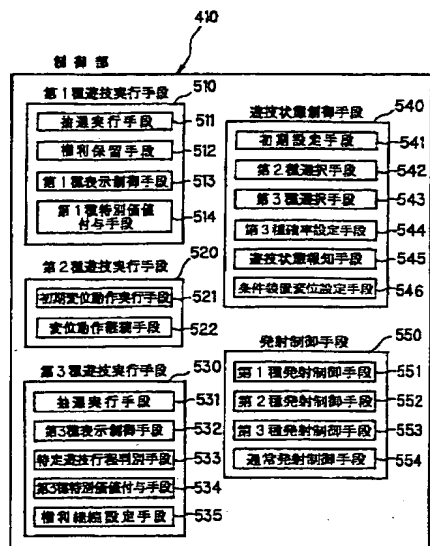 410
制御部
第1種遊技実行手段
510
抽選実行手段
511
権利保留手段
512
第1種表示制御手段
513
第1種特別価値
付与手段
514
第2種遊技実行手段
520
初期変位動作実行手段
521
変位動作継続手段
522
第3種遊技実行手段
530
抽選実行手段
531
第3種表示制御手段
532
特定遊技行程判別手段
533
第3種特別価値付与手段
534
権利継続設定手段
535
遊技状態制御手段
540
初期設定手段
541
第2種選択手段
542
第3種選択手段
543
第3種確率設定手段
544
遊技状態報知手段
545
条件装置変位設定手段
546
発射制御手段
550
第1種発射制御手段
551
第2種発射制御手段
552
第3種発射制御手段
553
通常発射制御手段
554